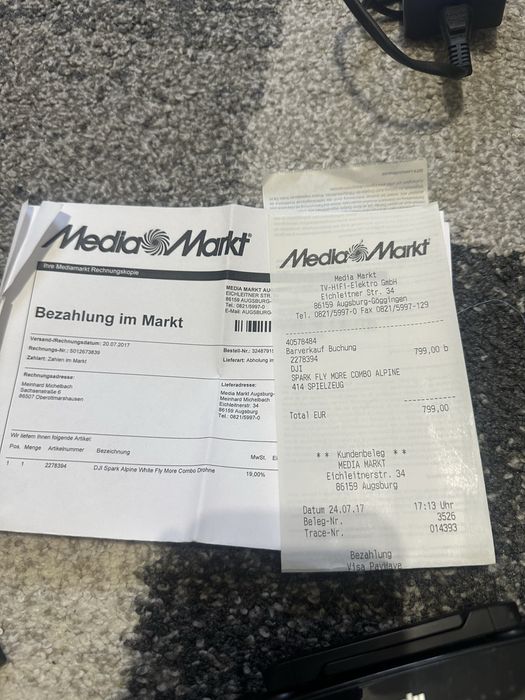 Media Markt
Ihre Mediamarkt Rechnungskopie
Bezahlung im Markt
MEDIA MARKT AU
EICHLEITNER STR.
86159 AUGSBURG-
Tel.: 0821/5997-0
E-Mail: AUGSBURG-
Versand-/Rechnungsdatum: 20.07.2017
Rechnungs-Nr.: S012673839
Zahlart: Zahlen im Markt
Bestell-Nr.: 3248791
Lieferart: Abholung im
Rechnungsadresse:
Meinhard Michelbach
Sachsenstraße 6
86507 Oberottmarshausen
Lieferadresse:
Media Markt Augsburg
Meinhard Michelbach
Eichleitnerstr. 34
86159 Augsburg
Tel.: 0821/5997-0
Wir liefern Ihnen folgende Artikel:
Pos. Menge Artikelnummer Bezeichnung MwSt.
1 1 2278394 DJI Spark Alpine White Fly More Combo Drohne 19,00%
Media Markt
Media Markt
TV-HiFi-Elektro GmbH
Eichleitner Str. 34
86159 Augsburg-Göggingen
Tel. 0821/5997-0 Fax 0821/5997-129
40578484
Barverkauf Buchung 799,00 b
2278394
DJI
SPARK FLY MORE COMBO ALPINE
414 SPIELZEUG
Total EUR 799,00
* * Kundenbeleg * *
MEDIA MARKT
Eichleitnerstr. 34
86159 Augsburg
Datum 24.07.17 17:13 Uhr
Beleg-Nr. 3526
Trace-Nr. 014393
Bezahlung
Visa PayWave